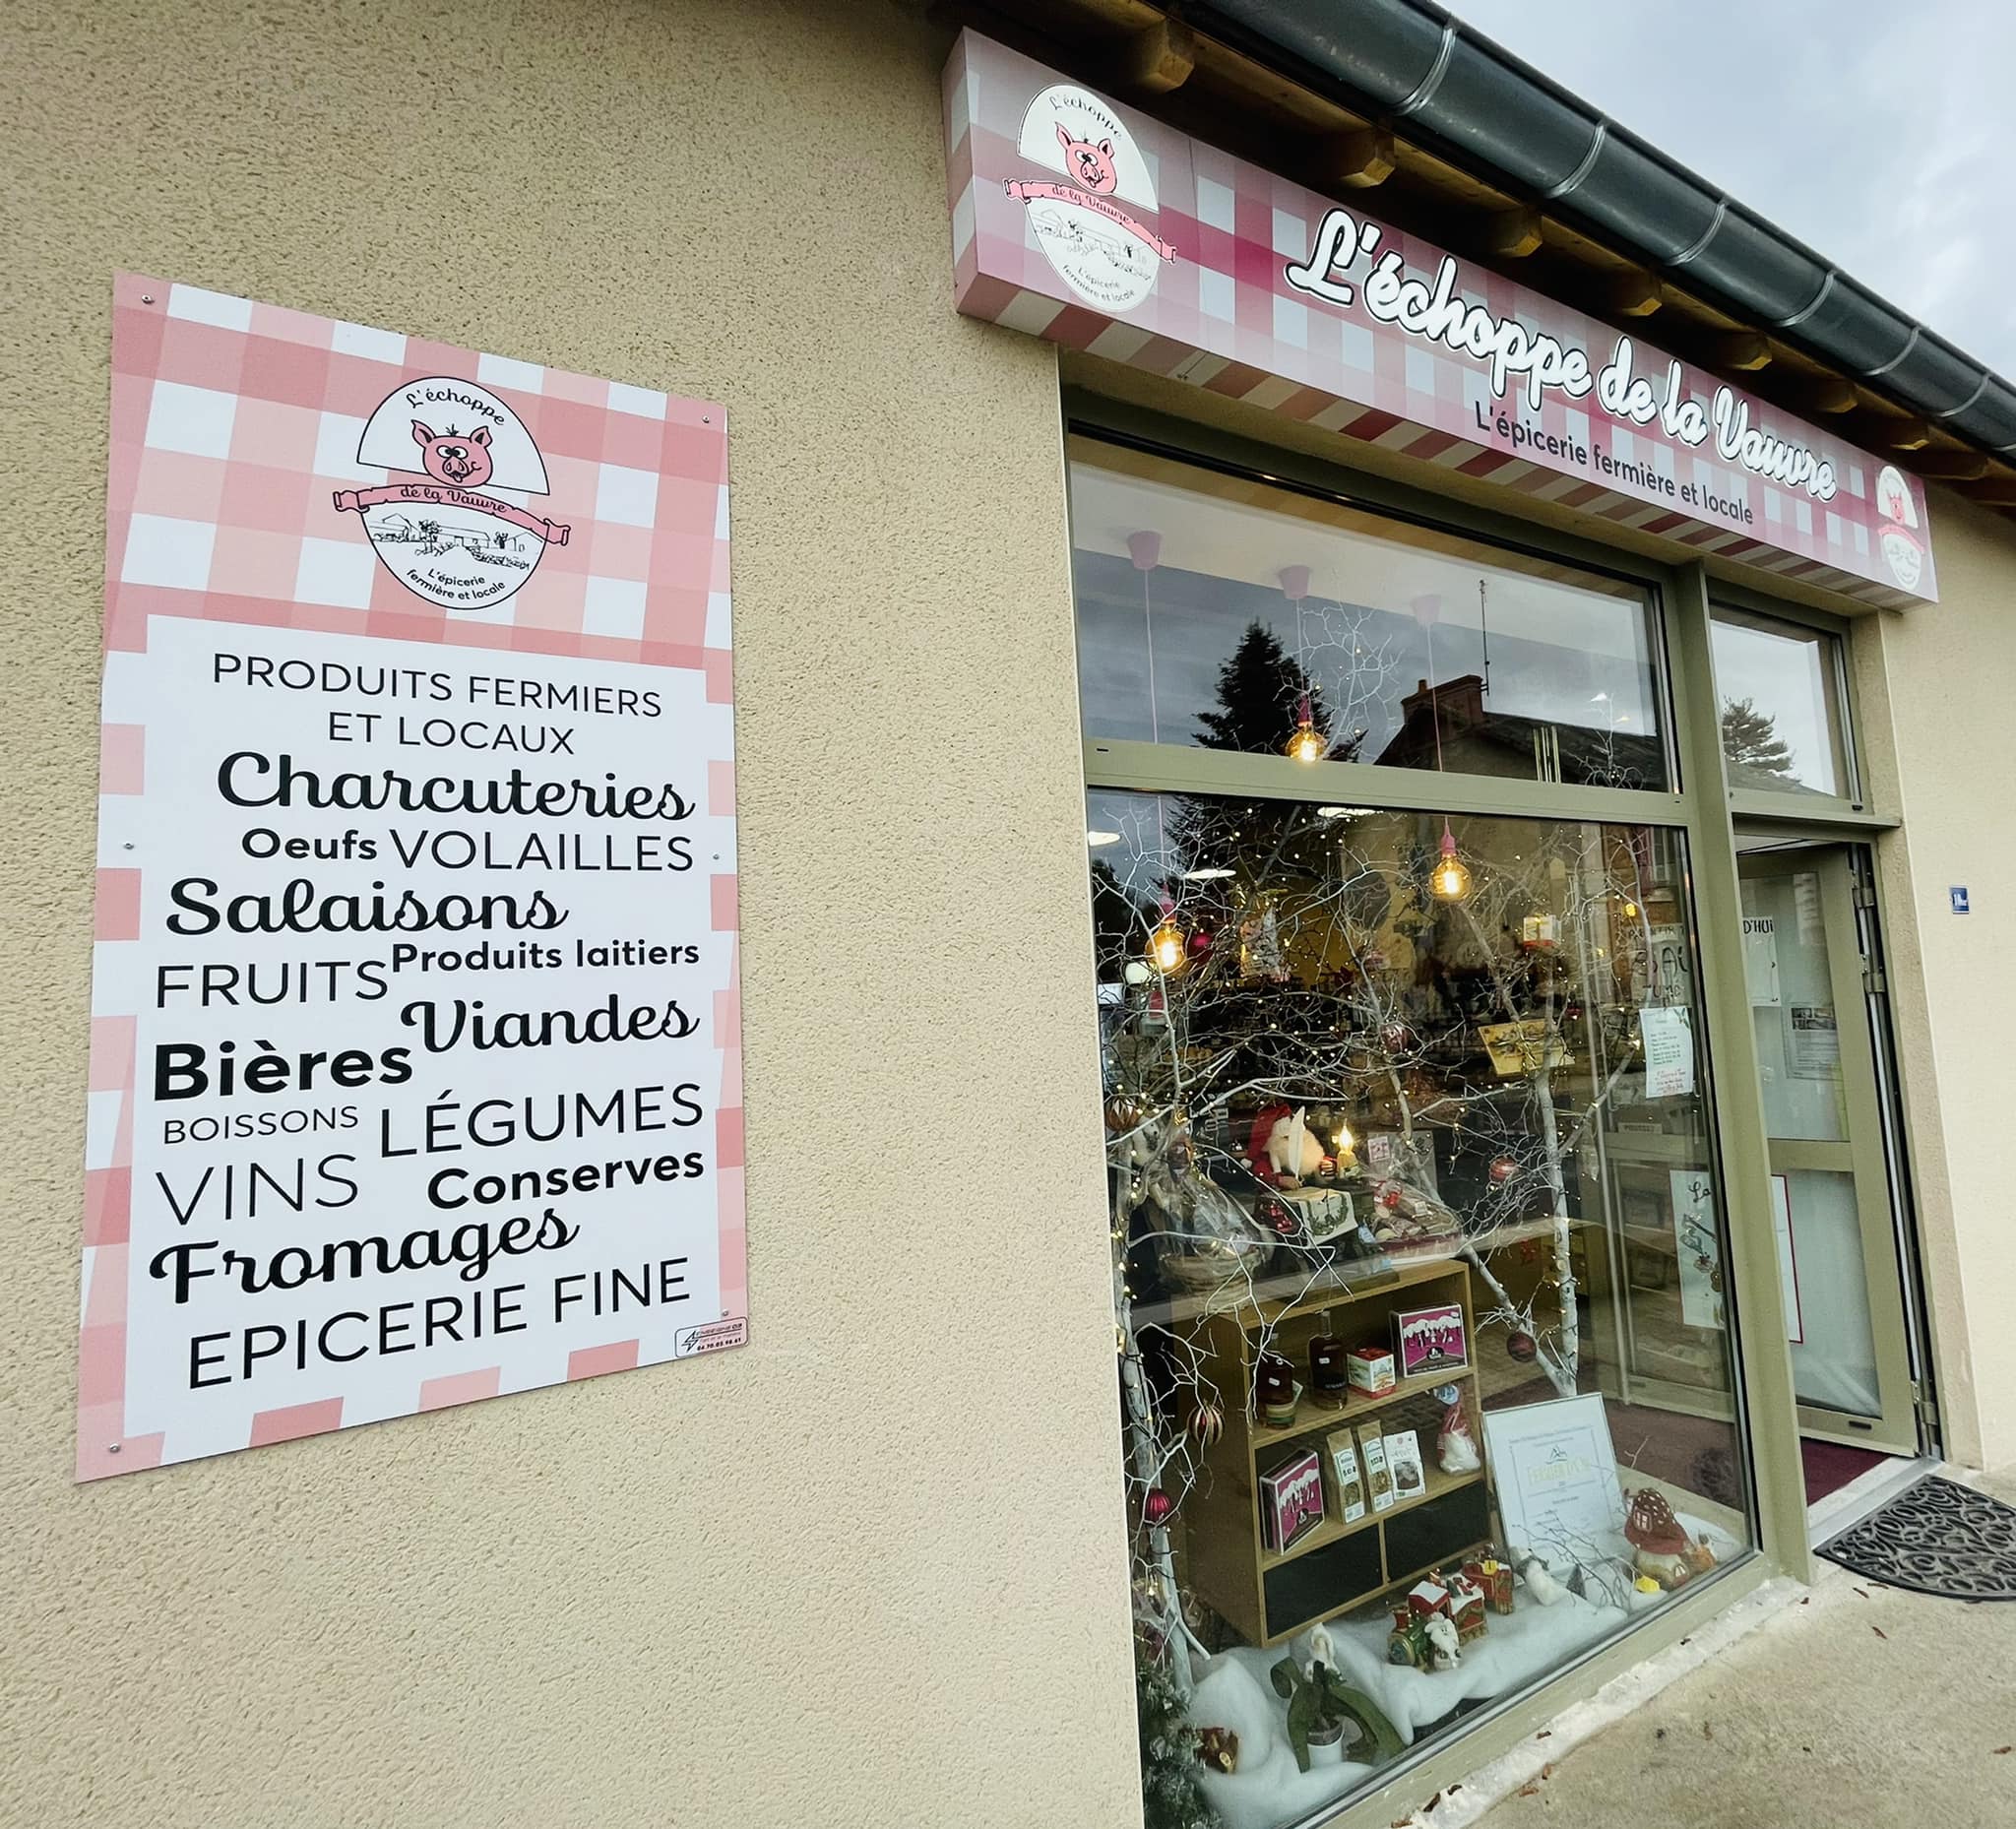 L'échoppe
de la Vauvre
L'épicerie
fermière et locale
PRODUITS FERMIERS
ET LOCAUX
Charcuteries
Oeufs VOLAILLES
Salaisons
FRUITS Produits laitiers
Viandes
Bières
BOISSONS LÉGUMES
VINS Conserves
Fromages
EPICERIE FINE
L'échoppe
de la Vauvre
L'épicerie
fermière et locale
L'échoppe de la Vauvre
L'épicerie fermière et locale
D'HUI